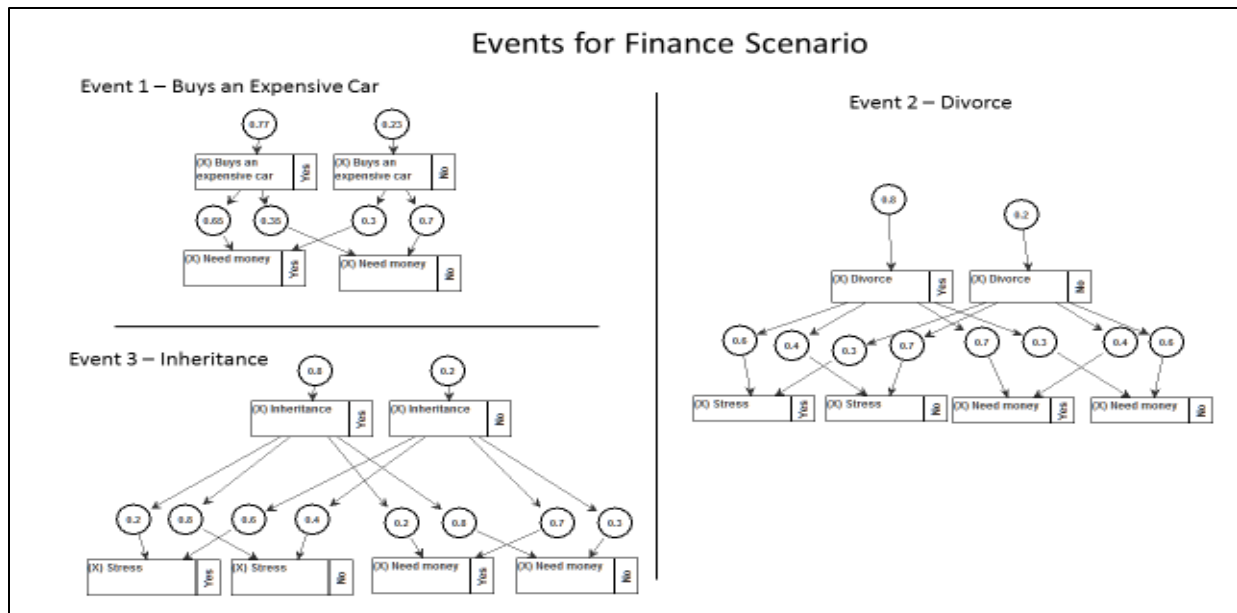 Events for Finance Scenario
Event 1 – Buys an Expensive Car
0.77
0.23
(X) Buys an
expensive car
Yes
(X) Buys an
expensive car
No
0.65
0.35
0.3
0.7
(X) Need money
Yes
(X) Need money
No
Event 2 – Divorce
0.8
0.2
(X) Divorce
Yes
(X) Divorce
No
0.6
0.4
0.3
0.7
0.7
0.3
0.4
0.6
(X) Stress
Yes
(X) Stress
No
(X) Need money
Yes
(X) Need money
No
Event 3 – Inheritance
0.8
0.2
(X) Inheritance
Yes
(X) Inheritance
No
0.2
0.8
0.6
0.4
0.2
0.8
0.7
0.3
(X) Stress
Yes
(X) Stress
No
(X) Need money
Yes
(X) Need money
No